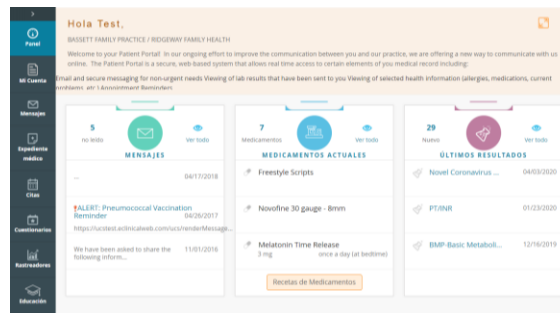 Panel
Mi Cuenta
Mensajes
Expediente
médico
Citas
Cuestionarios
Rastreadores
Educación
Hola Test,
BASSETT FAMILY PRACTICE / RIDGEWAY FAMILY HEALTH
Welcome to your Patient Portal! In our ongoing effort to improve the communication between you and our practice, we are offering a new way to communicate with us
online. The Patient Portal is a secure, web-based system that allows real time access to certain elements of you medical record including:
Email and secure messaging for non-urgent needs Viewing of lab results that have been sent to you Viewing of selected health information (allergies, medications, current
problems, etc.) Appointment Reminders
5
no leído
Ver todo
MENSAJES
...
04/17/2018
ALERT: Pneumococcal Vaccination
Reminder 04/26/2017
https://ucstest.eclinicalweb.com/ucs/renderMessage...
We have been asked to share the 11/01/2016
following inform...
7
Medicamentos
Ver todo
MEDICAMENTOS ACTUALES
Freestyle Scripts
Novofine 30 gauge - 8mm
Melatonin Time Release
3 mg once a day (at bedtime)
Recetas de Medicamentos
29
Nuevo
Ver todo
ÚLTIMOS RESULTADOS
Novel Coronavirus ... 04/03/2020
PT/INR 01/23/2020
BMP-Basic Metaboli... 12/16/2019